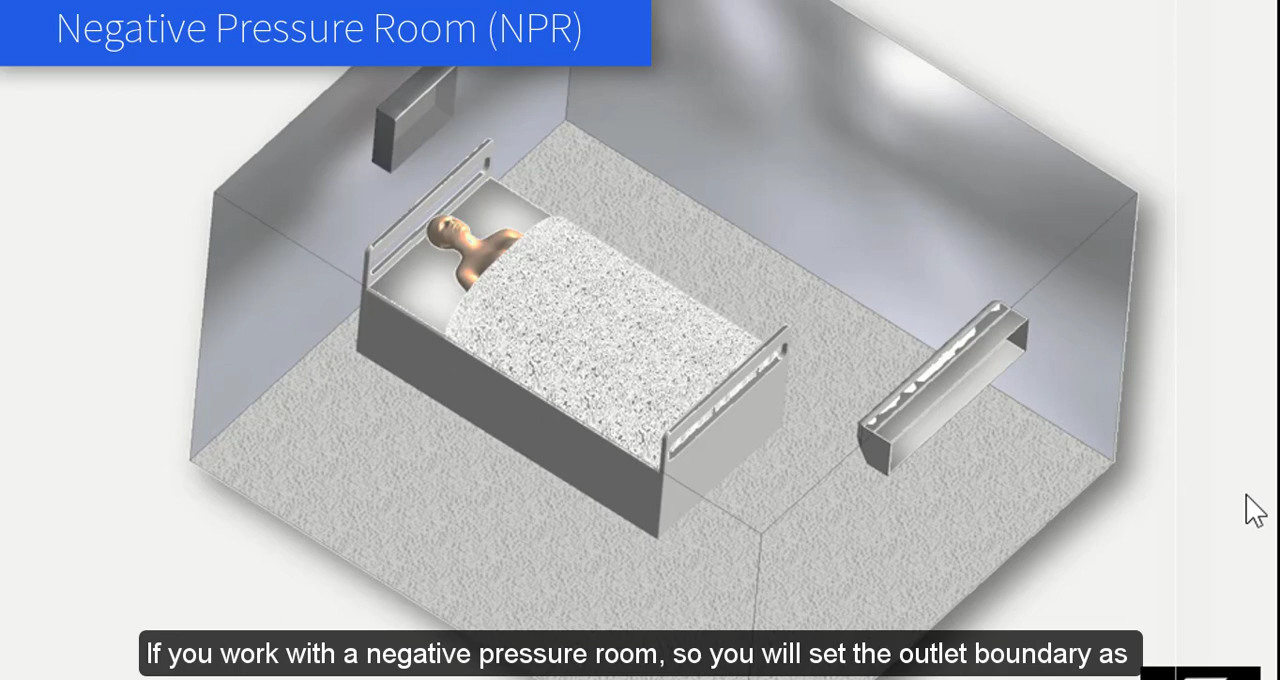 Negative Pressure Room (NPR)
If you work with a negative pressure room, so you will set the outlet boundary as